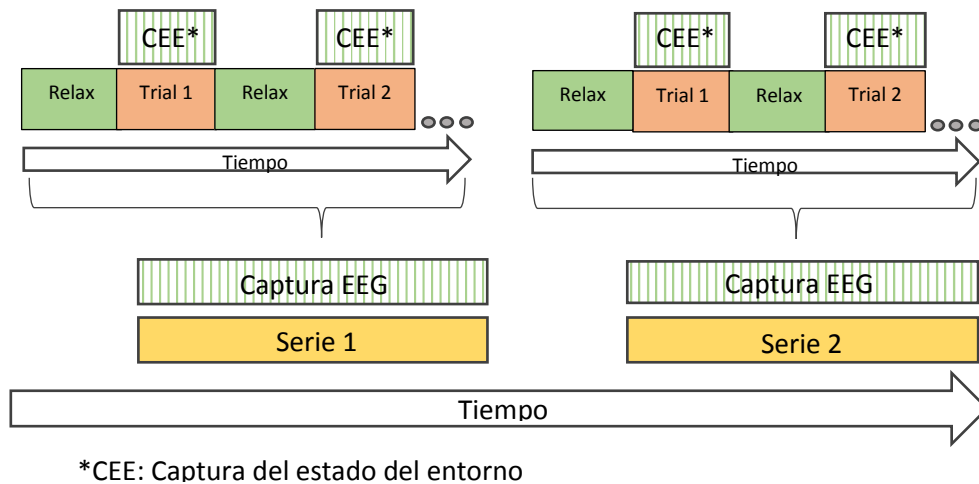 CEE* CEE* CEE* CEE*
Relax Trial 1 Relax Trial 2 Relax Trial 1 Relax Trial 2
Tiempo Tiempo
Captura EEG Captura EEG
Serie 1 Serie 2
Tiempo
*CEE: Captura del estado del entorno